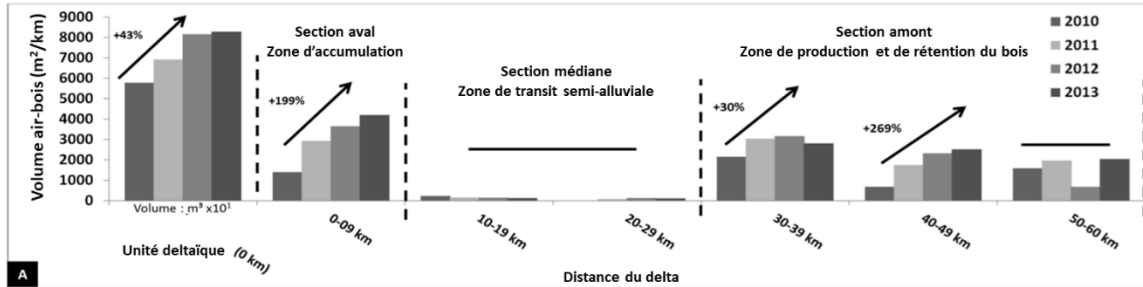 Volume air-bois (m²/km)
9000
8000
7000
6000
5000
4000
3000
2000
1000
0
+43%
Section aval
Zone d'accumulation
+199%
Section médiane
Zone de transit semi-alluviale
Section amont
Zone de production et de rétention du bois
+30%
+269%
2010
2011
2012
2013
Volume : m³ x10¹
Unité deltaïque (0 km)
0-09 km
10-19 km
20-29 km
30-39 km
40-49 km
50-60 km
Distance du delta
A